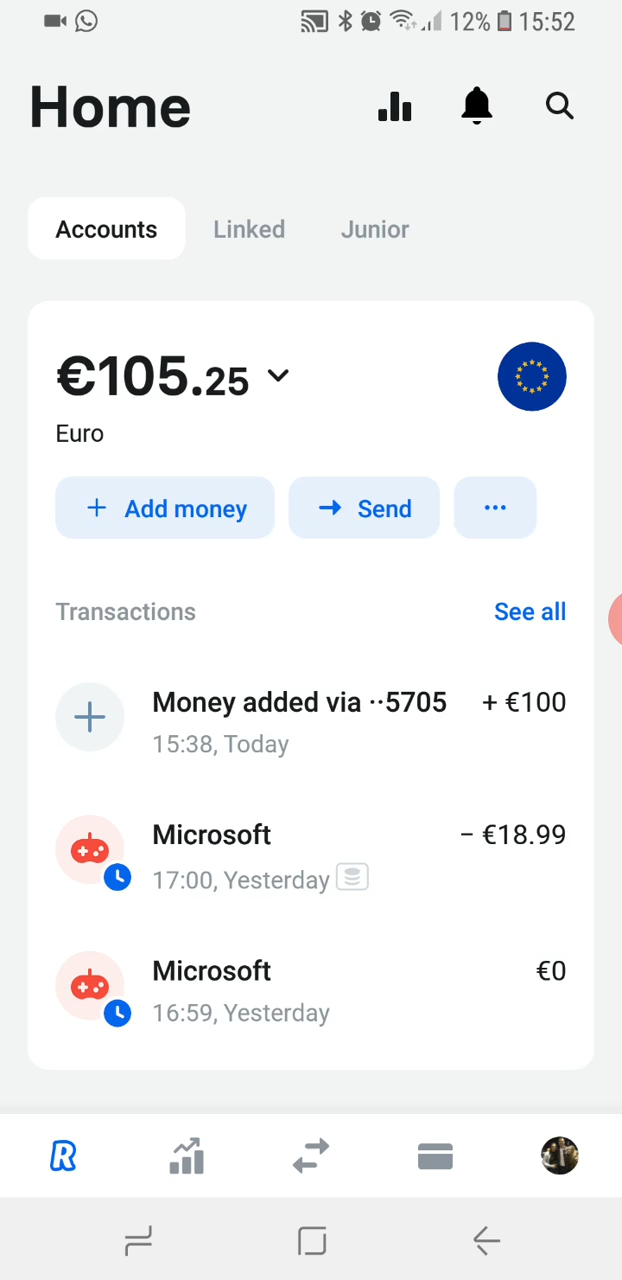 12% 15:52
Home
Accounts Linked Junior
€105.25
Euro
+ Add money → Send ...
Transactions See all
Money added via ··5705 + €100
15:38, Today
Microsoft − €18.99
17:00, Yesterday
Microsoft €0
16:59, Yesterday
R